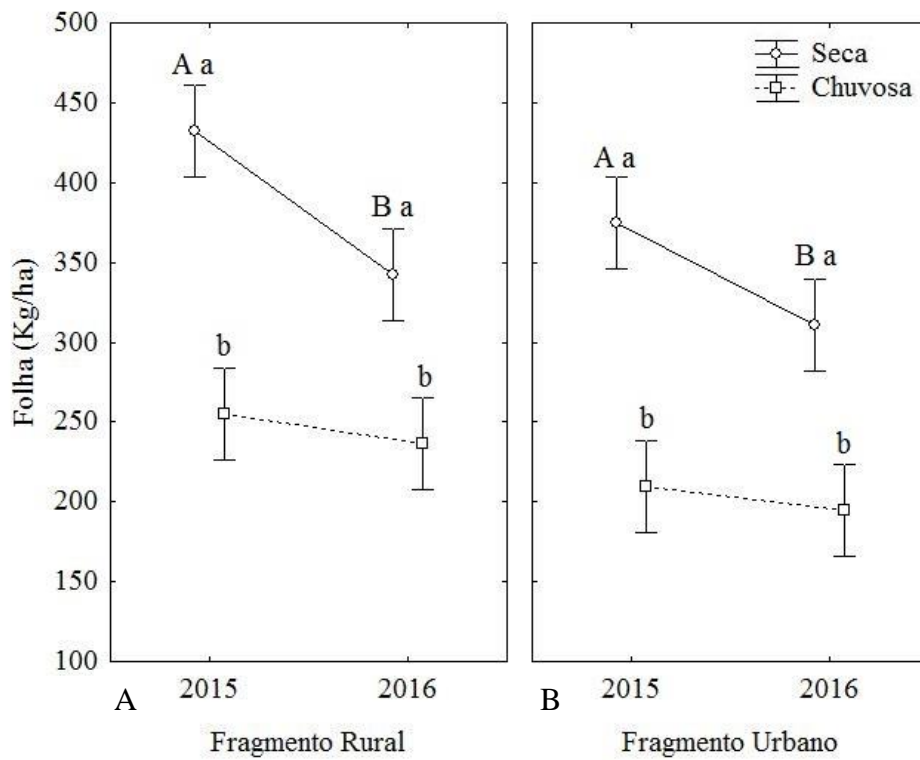 Folha (Kg/ha)
500
450
400
350
300
250
200
150
100
A a
B a
b
b
2015
2016
A
Fragmento Rural
Seca
Chuvosa
A a
B a
b
b
2015
2016
B
Fragmento Urbano